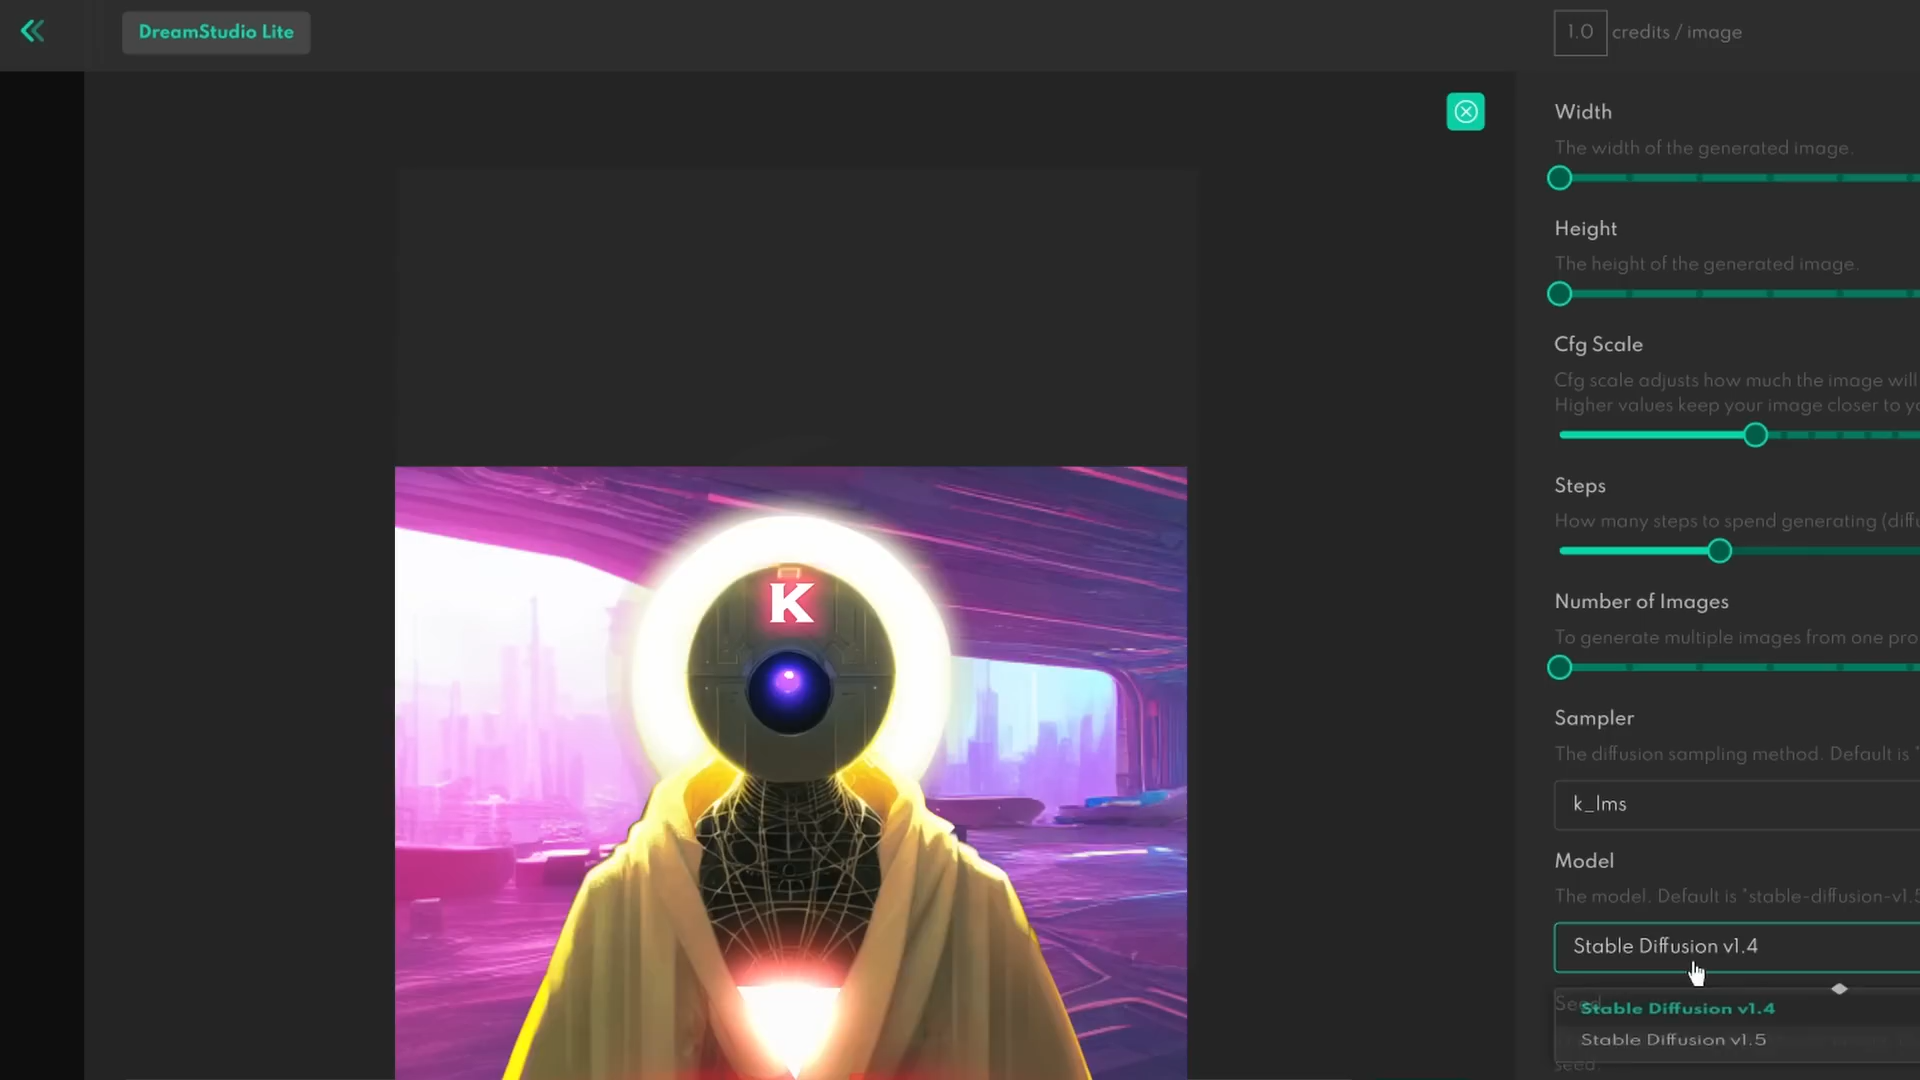 DreamStudio Lite
1.0 credits / image
Width
The width of the generated image.
Height
The height of the generated image.
Cfg Scale
Cfg scale adjusts how much the image will
Higher values keep your image closer to
Steps
How many steps to spend generating
Number of Images
To generate multiple images from one
K
Sampler
The diffusion sampling method. Default is "
k_lms
Model
The model. Default is "stable-diffusion-v1.5
Stable Diffusion v1.4
Seed
Stable Diffusion v1.4
Stable Diffusion v1.5
seed.